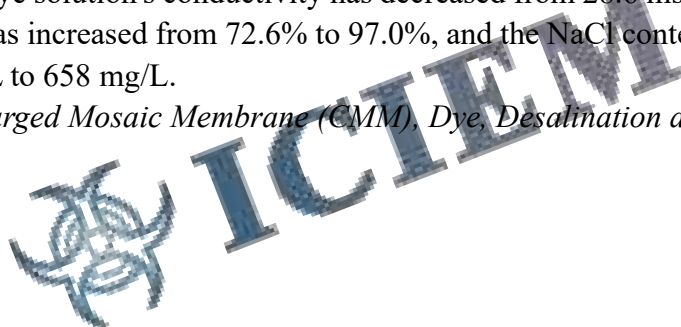 solution's conductivity has decreased from
as increased from 72.6% to 97.0%, and the NaCl conte
to 658 mg/L.
arged Mosaic Membrane (CMM), Dye, Desalination a
ICIEM